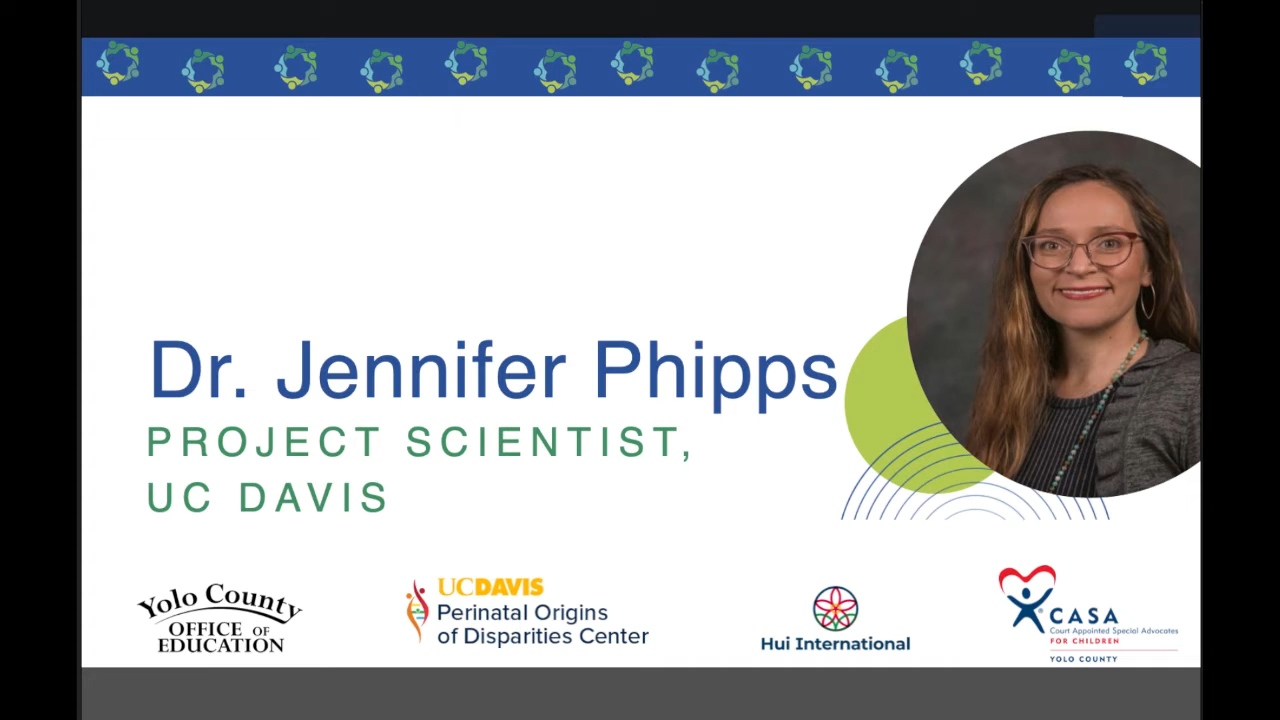 Dr. Jennifer Phipps
PROJECT SCIENTIST,
UC DAVIS
Yolo County
OFFICE OF
EDUCATION
UCDAVIS
Perinatal Origins
of Disparities Center
Hui International
CASA
Court Appointed Special Advocates
FOR CHILDREN
YOLO COUNTY